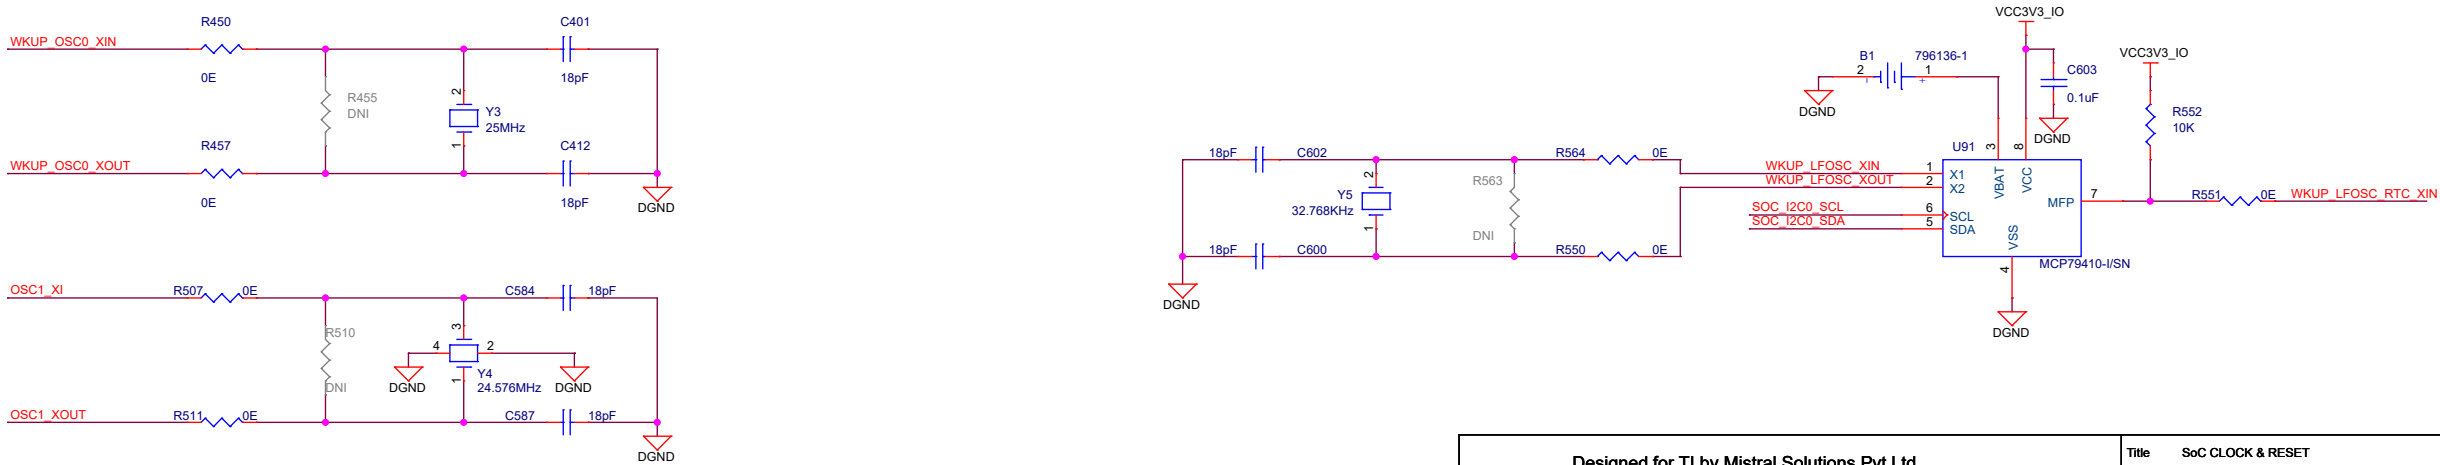 R450
C401
WKUP_OSC0_XIN
0E
18pF
R455
DNI
2
Y3
25MHz
1
R457
C412
WKUP_OSC0_XOUT
0E
18pF
DGND
OSC1_XI
R507
0E
C584
18pF
R510
DNI
3
4
2
DGND
DGND
Y4
24.576MHz
1
OSC1_XOUT
R511
0E
C587
18pF
DGND
VCC3V3_IO
B1
796136-1
2
1
+
DGND
C603
0.1uF
DGND
VCC3V3_IO
R552
10K
18pF
C602
R564
0E
2
Y5
32.768KHz
1
R563
DNI
18pF
C600
R550
0E
DGND
WKUP_LFOSC_XIN
WKUP_LFOSC_XOUT
SOC_I2C0_SCL
SOC_I2C0_SDA
U91
3
8
1
2
6
5
X1
X2
SCL
SDA
VBAT
VCC
VSS
MFP
7
4
MCP79410-I/SN
DGND
R551
0E
WKUP_LFOSC_RTC_XIN
Designed for TI by Mistral Solutions Pvt Ltd
Title SoC CLOCK & RESET